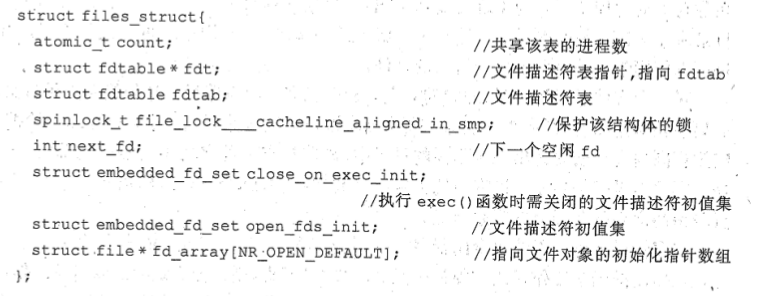 struct files_struct{
atomic_t count; //共享该表的进程数
struct fdtable * fdt; //文件描述符表指针,指向 fdtab
struct fdtable fdtab; //文件描述符表
spinlock_t file_lock___cacheline_aligned_in_smp; //保护该结构体的锁
int next_fd; //下一个空闲 fd
struct embedded_fd_set close_on_exec_init;
//执行 exec()函数时需关闭的文件描述符初值集
struct embedded_fd_set open_fds_init; //文件描述符初值集
struct file * fd_array[NR_OPEN_DEFAULT]; //指向文件对象的初始化指针数组
};